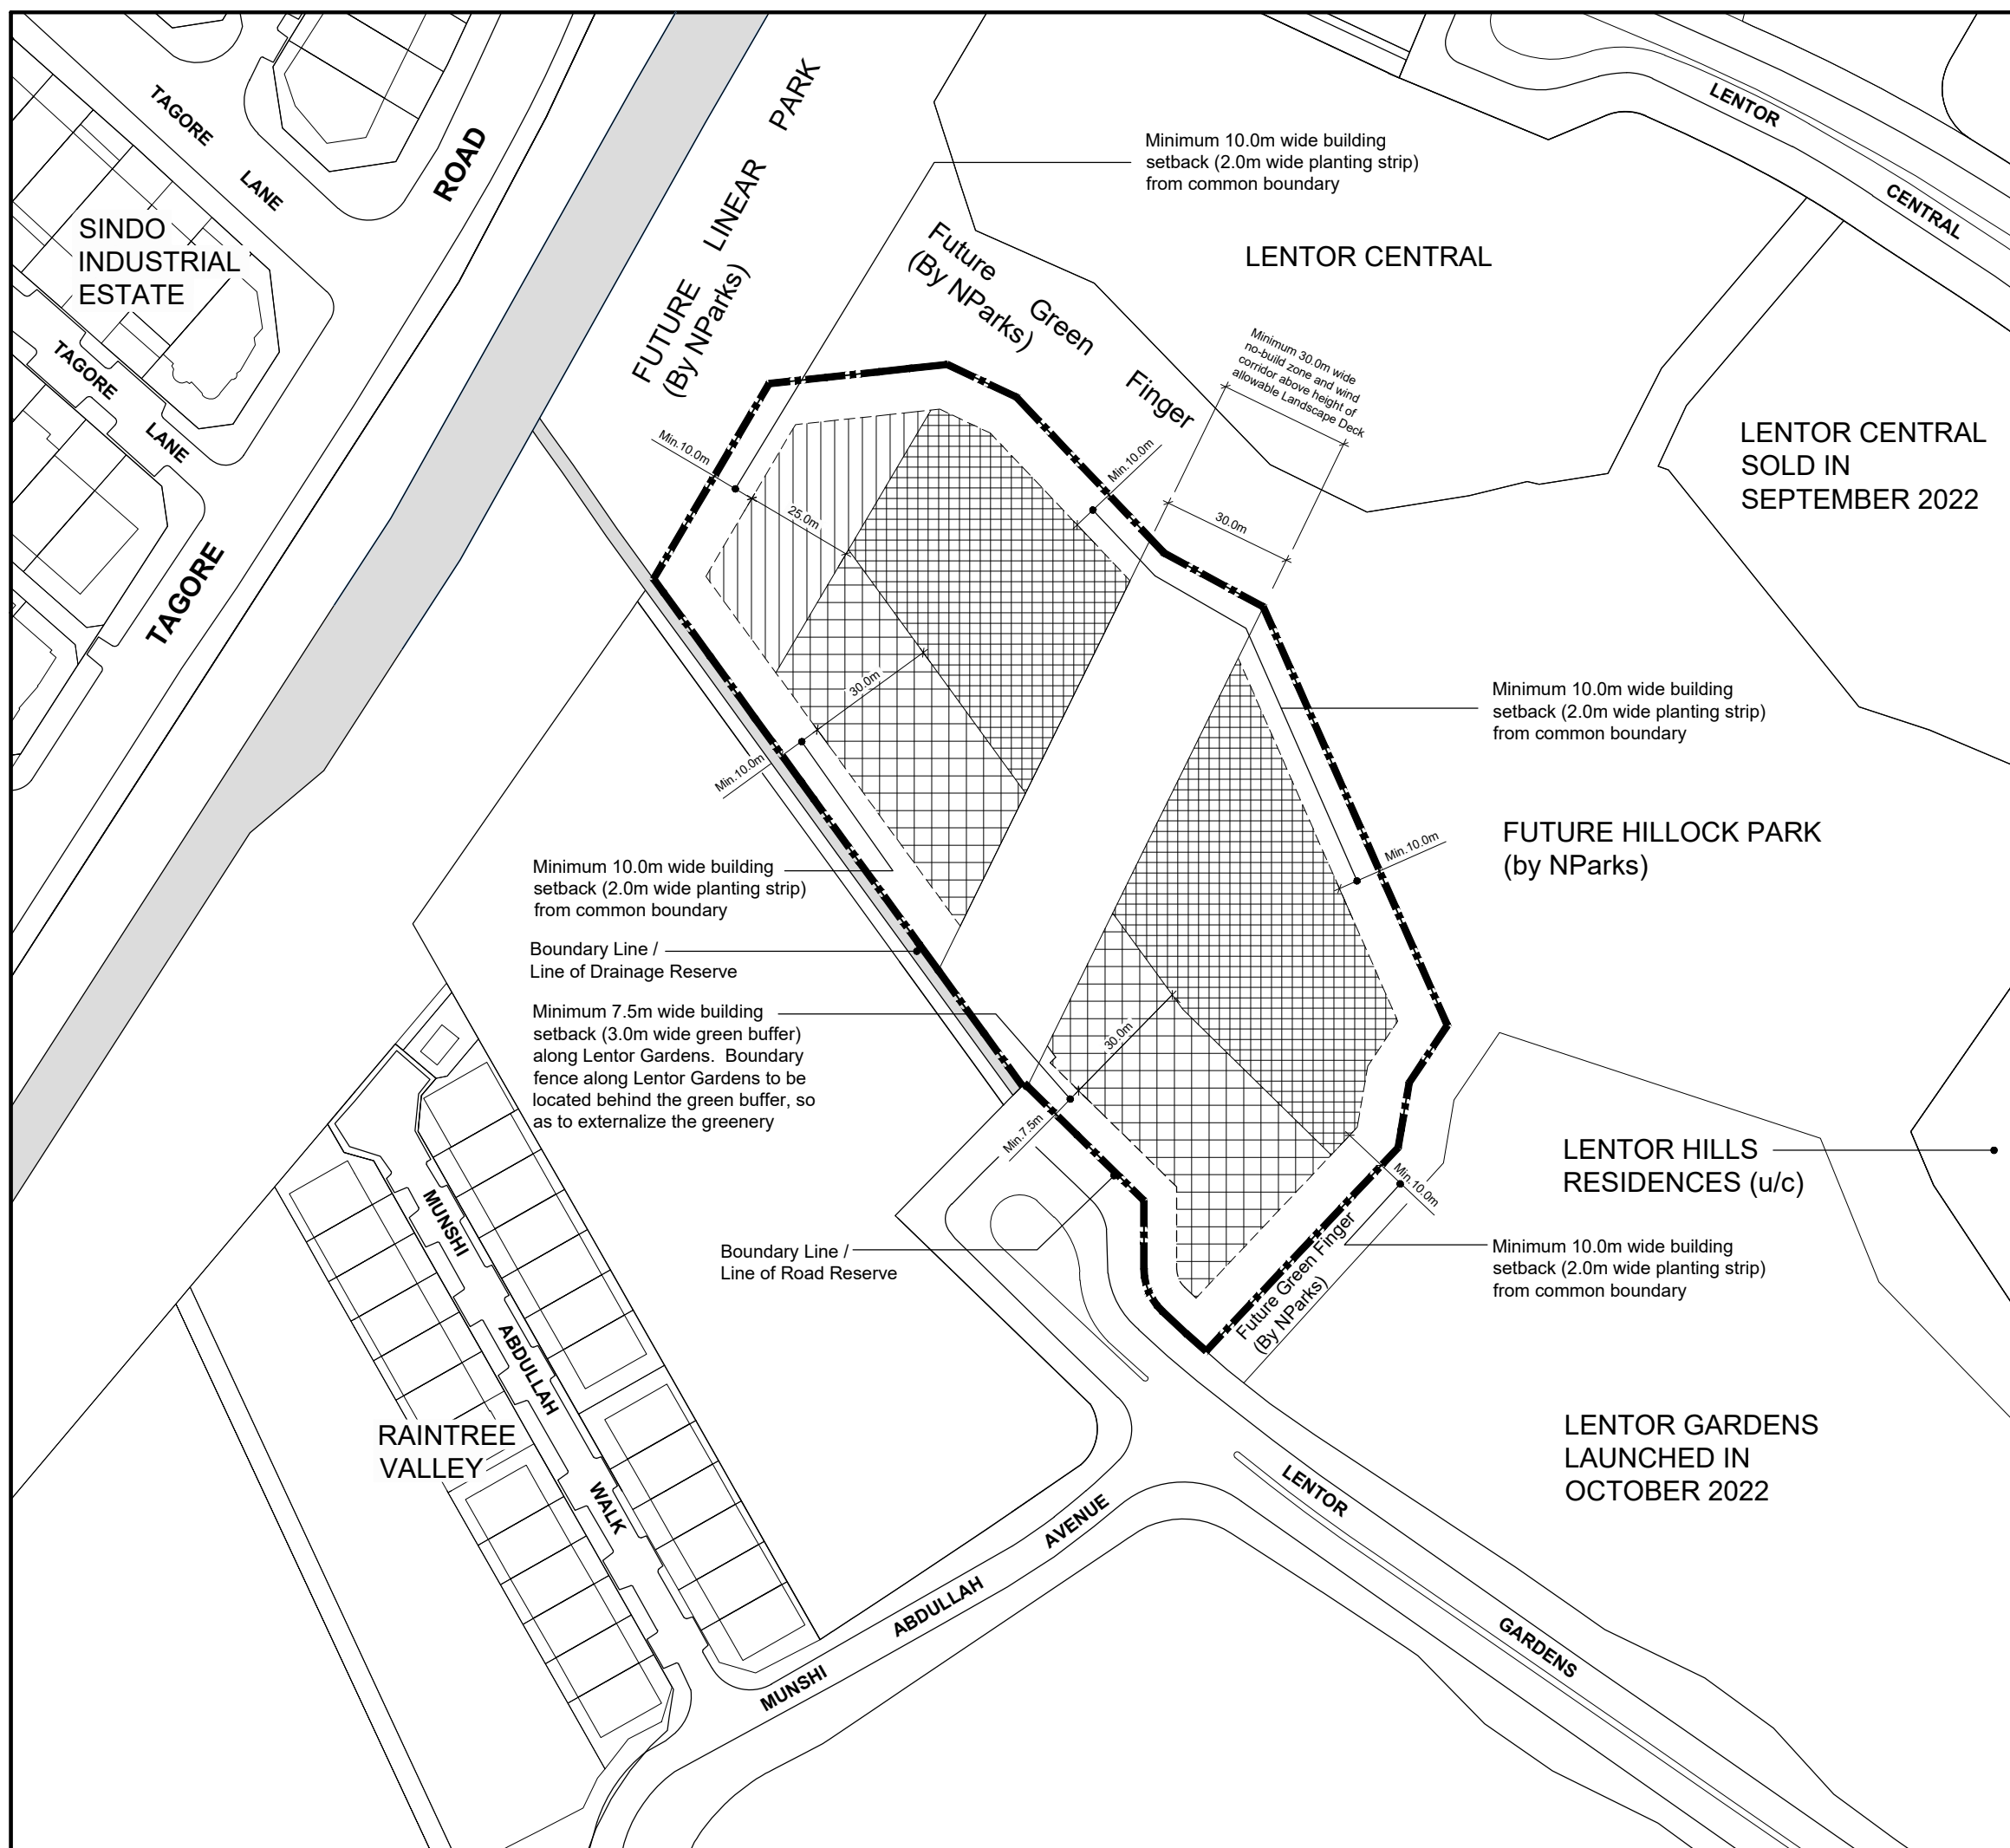 TAGORE
LANE
ROAD
SINDO
INDUSTRIAL
ESTATE
TAGORE
LANE
TAGORE
FUTURE LINEAR PARK
(By NParks)
Minimum 10.0m wide building
setback (2.0m wide planting strip)
from common boundary
Future Green Finger
(By NParks)
LENTOR CENTRAL
LENTOR
CENTRAL
Minimum 30.0m wide
no-build zone and wind
corridor above height of
allowable Landscape Deck
30.0m
Min.10.0m
Min.10.0m
25.0m
30.0m
Min.10.0m
LENTOR CENTRAL
SOLD IN
SEPTEMBER 2022
Minimum 10.0m wide building
setback (2.0m wide planting strip)
from common boundary
Min.10.0m
FUTURE HILLOCK PARK
(by NParks)
Minimum 10.0m wide building
setback (2.0m wide planting strip)
from common boundary
Boundary Line /
Line of Drainage Reserve
Minimum 7.5m wide building
setback (3.0m wide green buffer)
along Lentor Gardens. Boundary
fence along Lentor Gardens to be
located behind the green buffer, so
as to externalize the greenery
30.0m
Min.7.5m
Min.10.0m
LENTOR HILLS
RESIDENCES (u/c)
Boundary Line /
Line of Road Reserve
Future Green Finger
(By NParks)
Minimum 10.0m wide building
setback (2.0m wide planting strip)
from common boundary
MUNSHI
ABDULLAH
WALK
RAINTREE
VALLEY
LENTOR GARDENS
LAUNCHED IN
OCTOBER 2022
LENTOR
GARDENS
MUNSHI
ABDULLAH
AVENUE